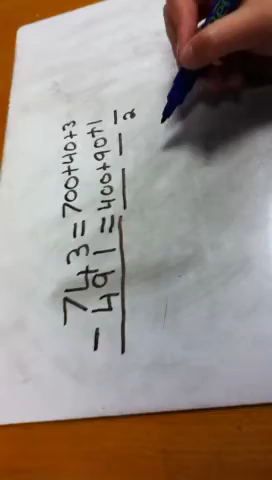 743 = 700+40+3
- 491 = 400+90+1
2